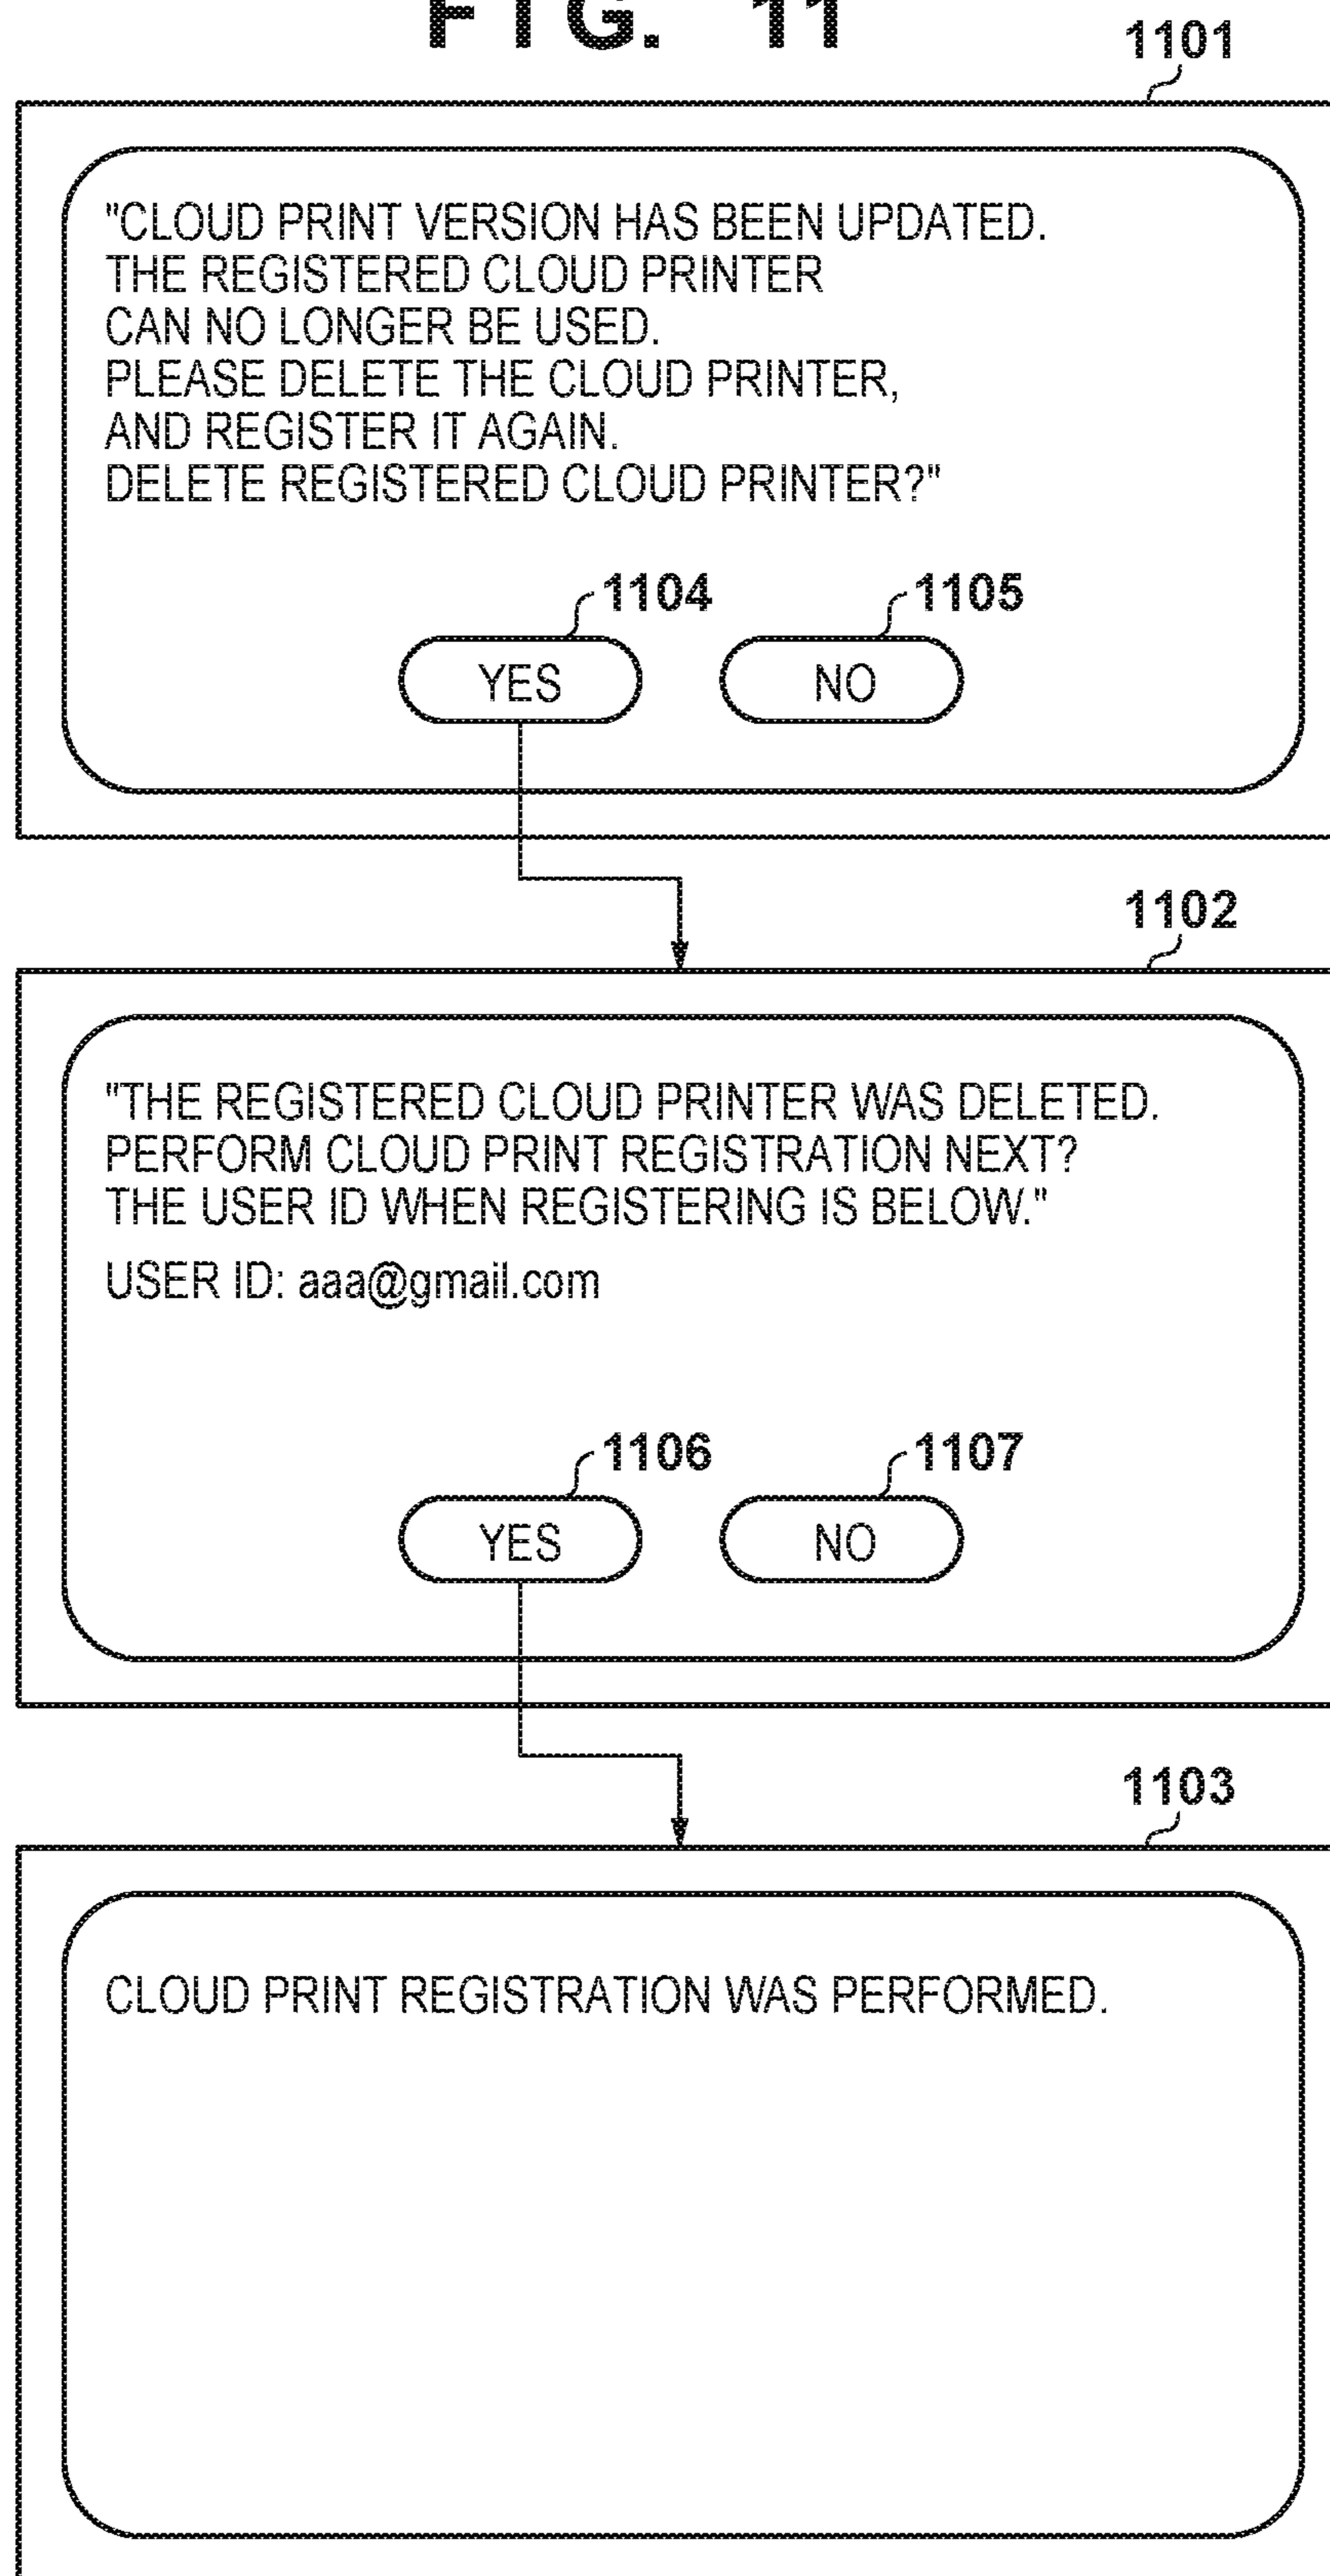 FIG. 11
1101
"CLOUD PRINT VERSION HAS BEEN UPDATED.
THE REGISTERED CLOUD PRINTER
CAN NO LONGER BE USED.
PLEASE DELETE THE CLOUD PRINTER,
AND REGISTER IT AGAIN.
DELETE REGISTERED CLOUD PRINTER?"
1104 1105
YES NO
1102
"THE REGISTERED CLOUD PRINTER WAS DELETED.
PERFORM CLOUD PRINT REGISTRATION NEXT?
THE USER ID WHEN REGISTERING IS BELOW."
USER ID: aaa@gmail.com
1106 1107
YES NO
1103
CLOUD PRINT REGISTRATION WAS PERFORMED.